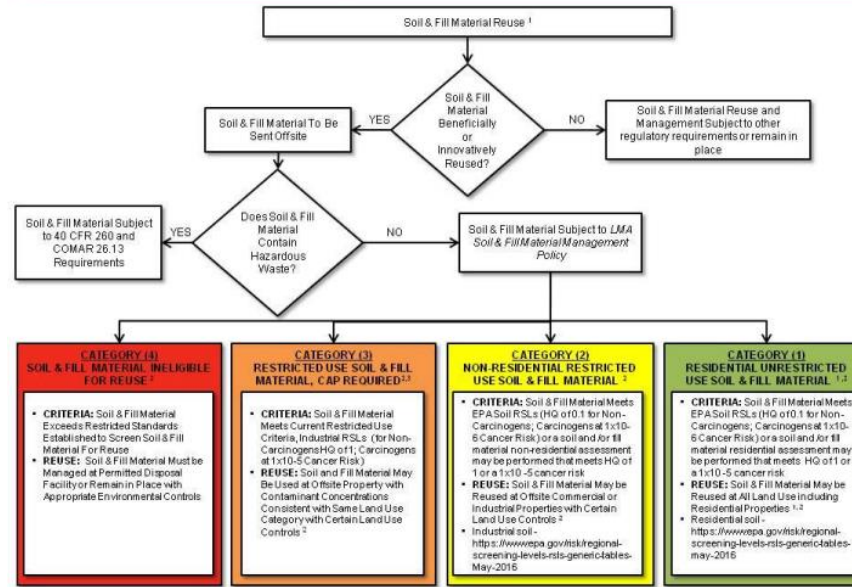 Soil & Fill Material Reuse 1
Soil & Fill
Material
Beneficially
or
Innovatively
Reused?
YES
NO
Soil & Fill Material To Be
Sent Offsite
Soil & Fill Material Reuse and
Management Subject to other
regulatory requirements or remain in
place
Does Soil & Fill
Material
Contain
Hazardous
Waste?
YES
NO
Soil & Fill Material Subject
to 40 CFR 260 and
COMAR 26.13
Requirements
Soil & Fill Material Subject to LMA
Soil & Fill Material Management
Policy
CATEGORY (4)
SOIL & FILL MATERIAL INELIGIBLE
FOR REUSE 2
• CRITERIA: Soil & Fill Material
Exceeds Restricted Standards
Established to Screen Soil & Fill
Material For Reuse
• REUSE: Soil & Fill Material Must be
Managed at Permitted Disposal
Facility or Remain in Place with
Appropriate Environmental Controls
CATEGORY (3)
RESTRICTED USE SOIL & FILL
MATERIAL, CAP REQUIRED 2,3
• CRITERIA: Soil & Fill Material
Meets Current Restricted Use
Criteria, Industrial RSLs (for Non-
Carcinogens HQ of 1; Carcinogens
at 1x10-5 Cancer Risk)
• REUSE: Soil and Fill Material May
Be Used at Offsite Property with
Contaminant Concentrations
Consistent with Same Land Use
Category with Certain Land Use
Controls 2
CATEGORY (2)
NON-RESIDENTIAL RESTRICTED
USE SOIL & FILL MATERIAL 2
• CRITERIA: Soil & Fill Material Meets
EPA Soil RSLs (HQ of 0.1 for Non-
Carcinogens; Carcinogens at 1x10-
6 Cancer Risk) or a soil and /or fill
material non-residential assessment
may be performed that meets HQ of
1 or a 1x10 -5 cancer risk
• REUSE: Soil & Fill Material May be
Reused at Offsite Commercial or
Industrial Properties with Certain
Land Use Controls 2
• Industrial soil -
https://www.epa.gov/risk/regional-
screening-levels-rsls-generic-tables-
May-2016
CATEGORY (1)
RESIDENTIAL UNRESTRICTED
USE SOIL & FILL MATERIAL 1,2
• CRITERIA: Soil & Fill Material Meets
EPA Soil RSLs (HQ of 0.1 for Non-
Carcinogens; Carcinogens at 1x10-
6 Cancer Risk) or a soil and /or fill
material residential assessment may
be performed that meets HQ of 1 or
a 1x10 -5 cancer risk
• REUSE: Soil & Fill Material May be
Reused at All Land Use including
Residential Properties 1, 2
• Residential soil -
https://www.epa.gov/risk/regional-
screening-levels-rsls-generic-tables-
may-2016